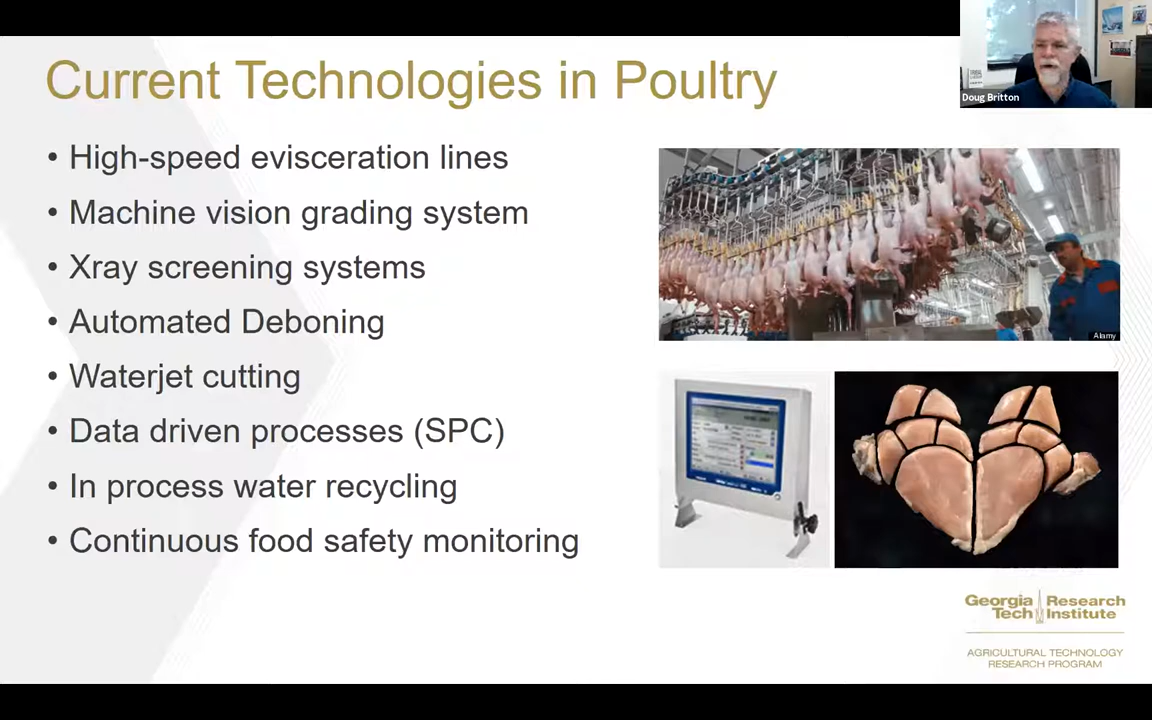 Current Technologies in Poultry
Doug Britton
• High-speed evisceration lines
• Machine vision grading system
• Xray screening systems
• Automated Deboning
• Waterjet cutting
• Data driven processes (SPC)
• In process water recycling
• Continuous food safety monitoring
Alamy
Georgia Tech Research Institute
AGRICULTURAL TECHNOLOGY
RESEARCH PROGRAM